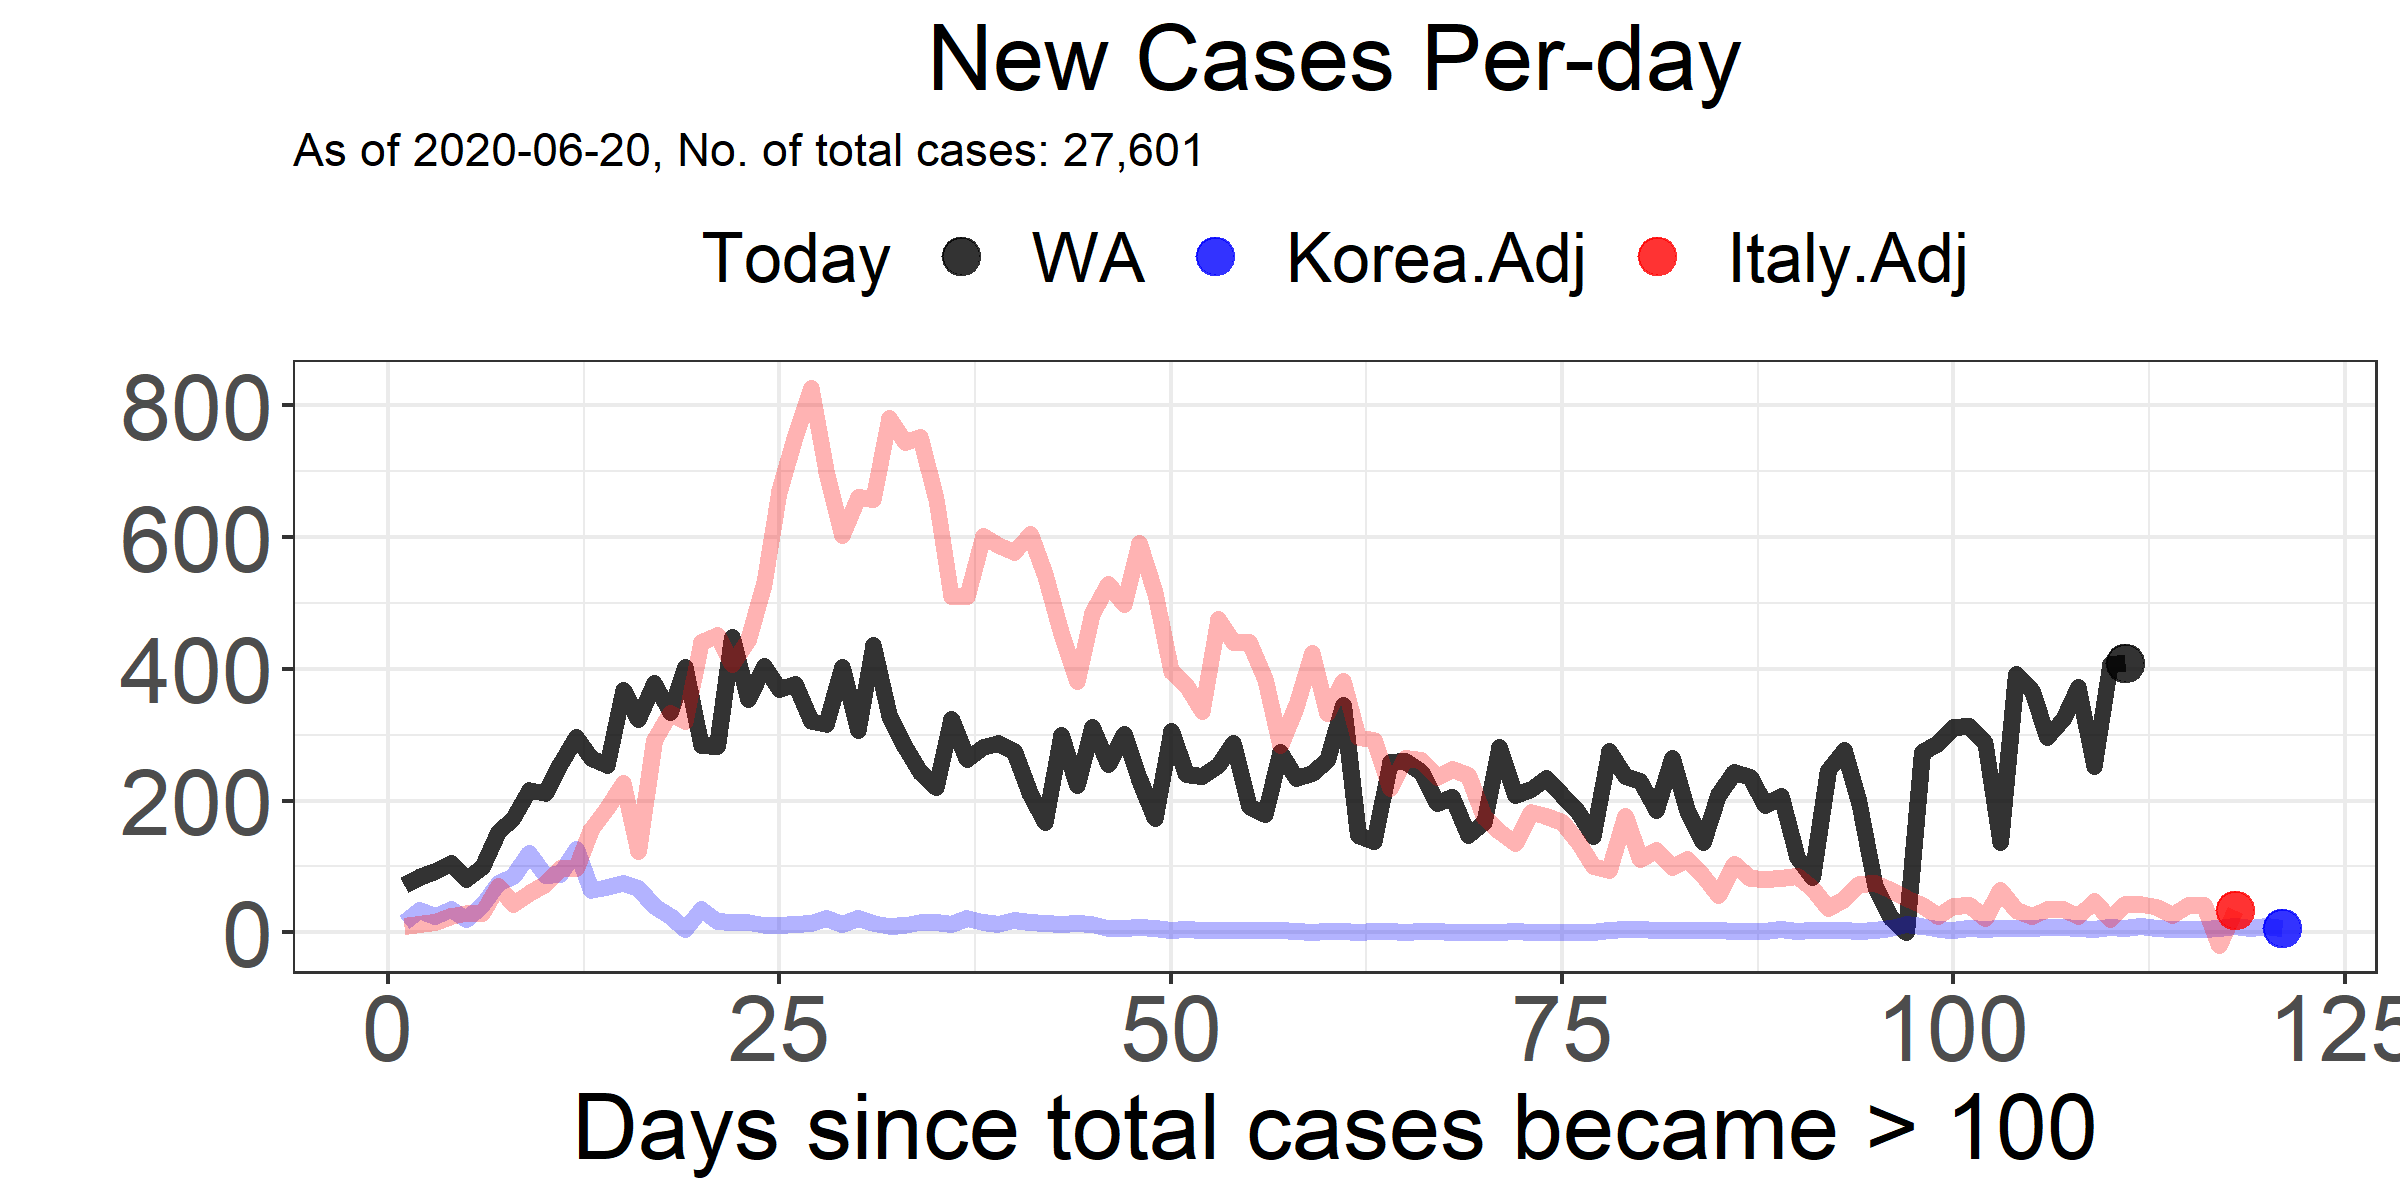 New Cases Per-day
As of 2020-06-20, No. of total cases: 27,601
Today WA Korea.Adj Italy.Adj
800
600
400
200
0
0 25 50 75 100 125
Days since total cases became > 100